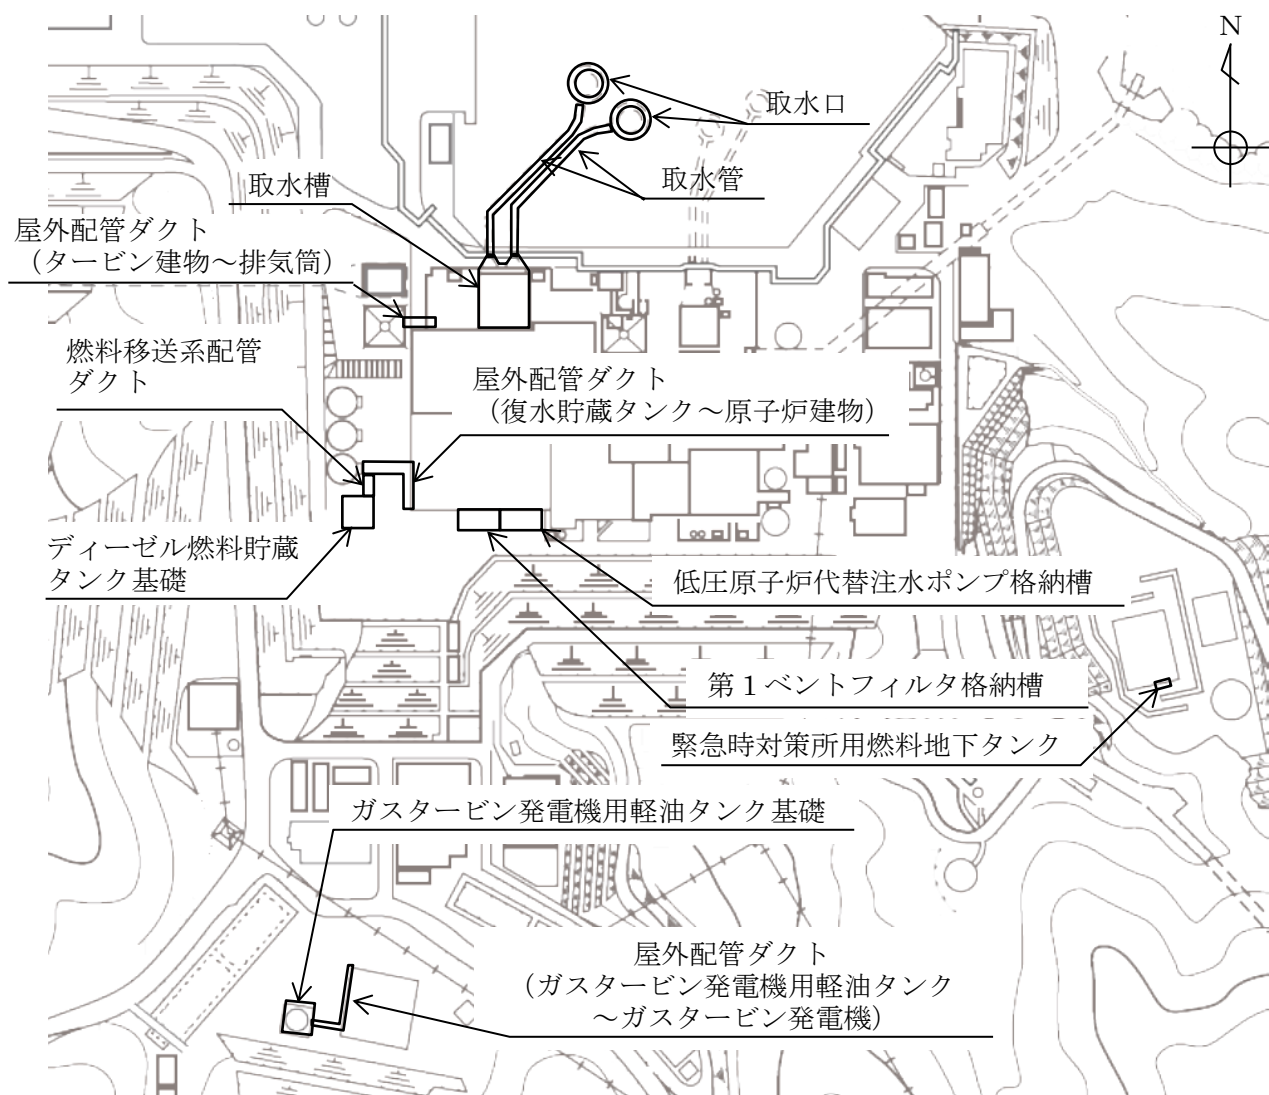 N
取水口
取水管
取水槽
屋外配管ダクト
（タービン建物～排気筒）
燃料移送系配管
ダクト
屋外配管ダクト
（復水貯蔵タンク～原子炉建物）
ディーゼル燃料貯蔵
タンク基礎
低圧原子炉代替注水ポンプ格納槽
第１ベントフィルタ格納槽
緊急時対策所用燃料地下タンク
ガスタービン発電機用軽油タンク基礎
屋外配管ダクト
（ガスタービン発電機用軽油タンク
～ガスタービン発電機）